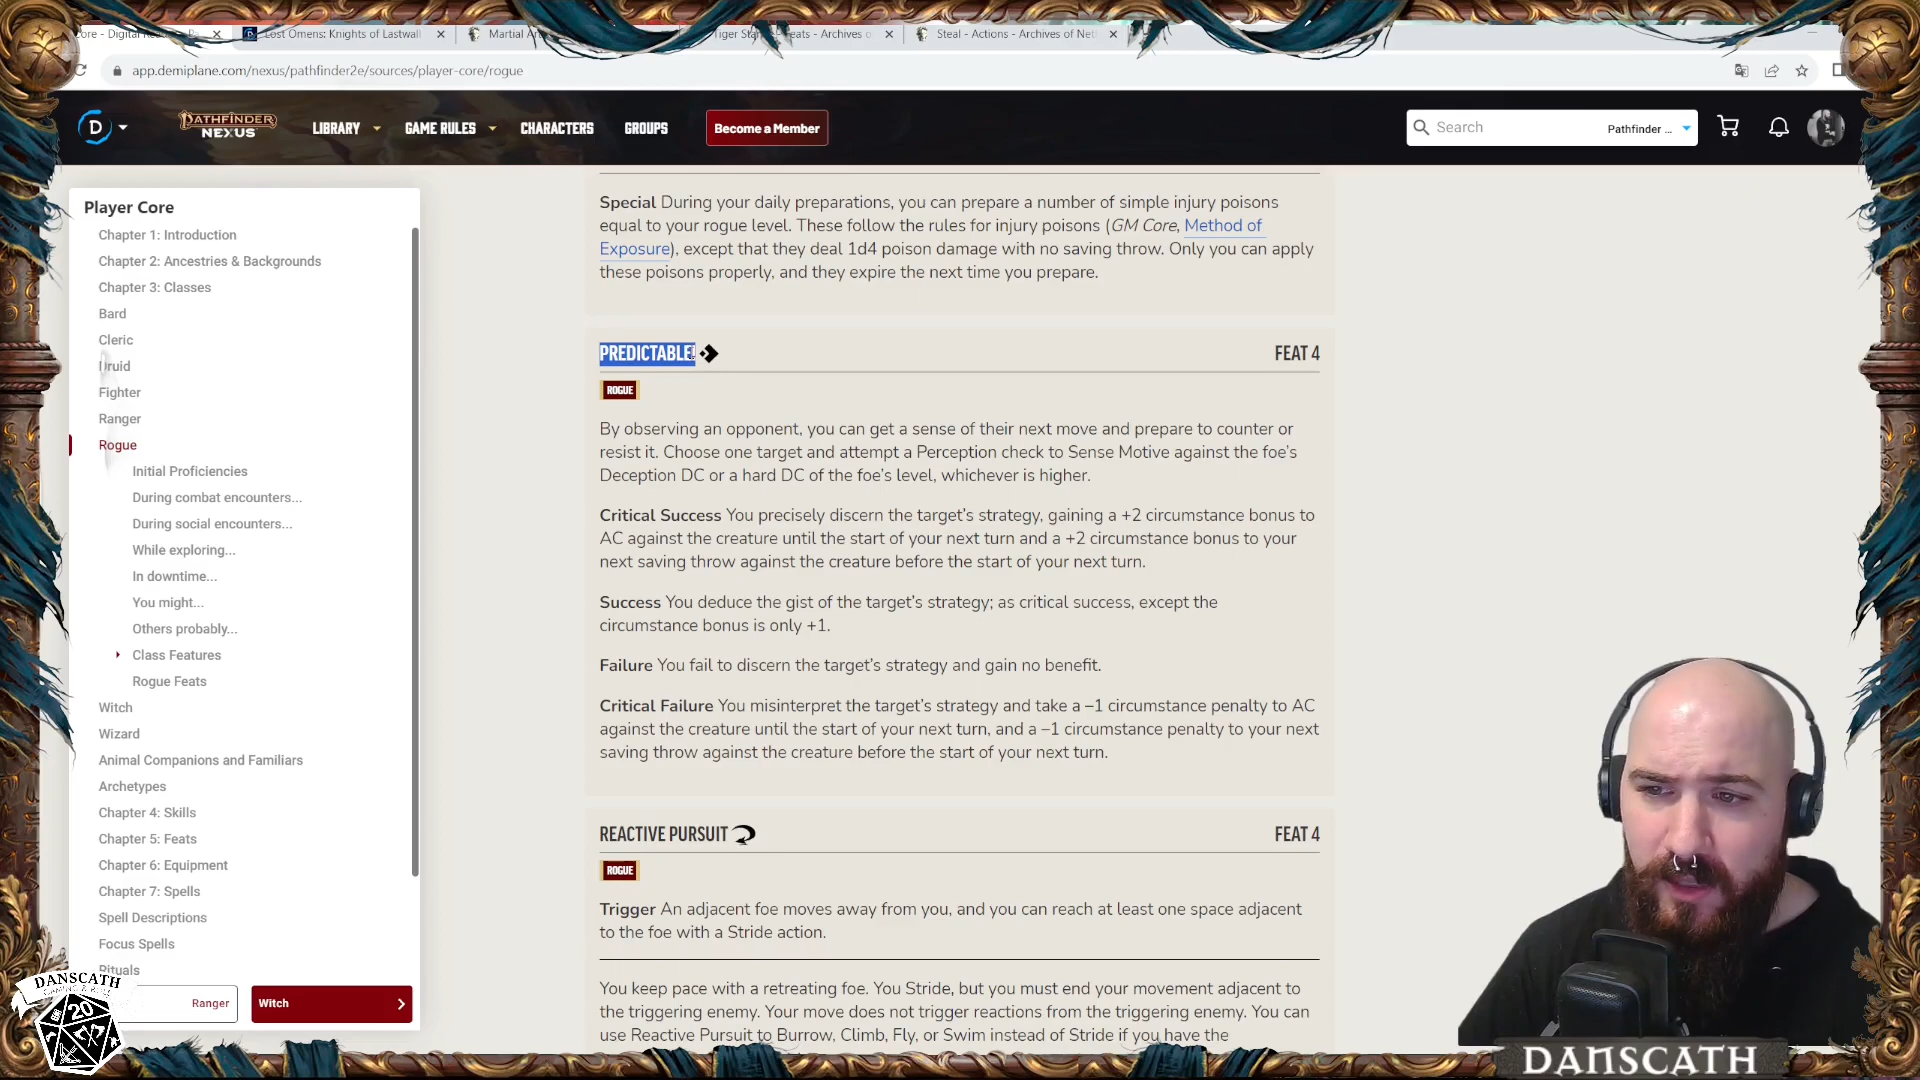 Core - Digital Rea
Lost Omens: Knights of Lastwall
Martial Ar
Tiger Sta
eats - Archives o
Steal - Actions - Archives of Neth
app.demiplane.com/nexus/pathfinder2e/sources/player-core/rogue
D
PATHFINDER NEXUS
LIBRARY
GAME RULES
CHARACTERS
GROUPS
Become a Member
Search
Pathfinder ...
Player Core
Chapter 1: Introduction
Chapter 2: Ancestries & Backgrounds
Chapter 3: Classes
Bard
Cleric
Druid
Fighter
Ranger
Rogue
Initial Proficiencies
During combat encounters...
During social encounters...
While exploring...
In downtime...
You might...
Others probably...
Class Features
Rogue Feats
Witch
Wizard
Animal Companions and Familiars
Archetypes
Chapter 4: Skills
Chapter 5: Feats
Chapter 6: Equipment
Chapter 7: Spells
Spell Descriptions
Focus Spells
Rituals
Ranger
Witch
Special During your daily preparations, you can prepare a number of simple injury poisons
equal to your rogue level. These follow the rules for injury poisons (GM Core, Method of
Exposure), except that they deal 1d4 poison damage with no saving throw. Only you can apply
these poisons properly, and they expire the next time you prepare.
PREDICTABLE!
FEAT 4
ROGUE
By observing an opponent, you can get a sense of their next move and prepare to counter or
resist it. Choose one target and attempt a Perception check to Sense Motive against the foe's
Deception DC or a hard DC of the foe's level, whichever is higher.
Critical Success You precisely discern the target's strategy, gaining a +2 circumstance bonus to
AC against the creature until the start of your next turn and a +2 circumstance bonus to your
next saving throw against the creature before the start of your next turn.
Success You deduce the gist of the target's strategy; as critical success, except the
circumstance bonus is only +1.
Failure You fail to discern the target's strategy and gain no benefit.
Critical Failure You misinterpret the target's strategy and take a –1 circumstance penalty to AC
against the creature until the start of your next turn, and a –1 circumstance penalty to your next
saving throw against the creature before the start of your next turn.
REACTIVE PURSUIT
FEAT 4
ROGUE
Trigger An adjacent foe moves away from you, and you can reach at least one space adjacent
to the foe with a Stride action.
You keep pace with a retreating foe. You Stride, but you must end your movement adjacent to
the triggering enemy. Your move does not trigger reactions from the triggering enemy. You can
use Reactive Pursuit to Burrow, Climb, Fly, or Swim instead of Stride if you have the
DANSCATH
20
DANSCATH